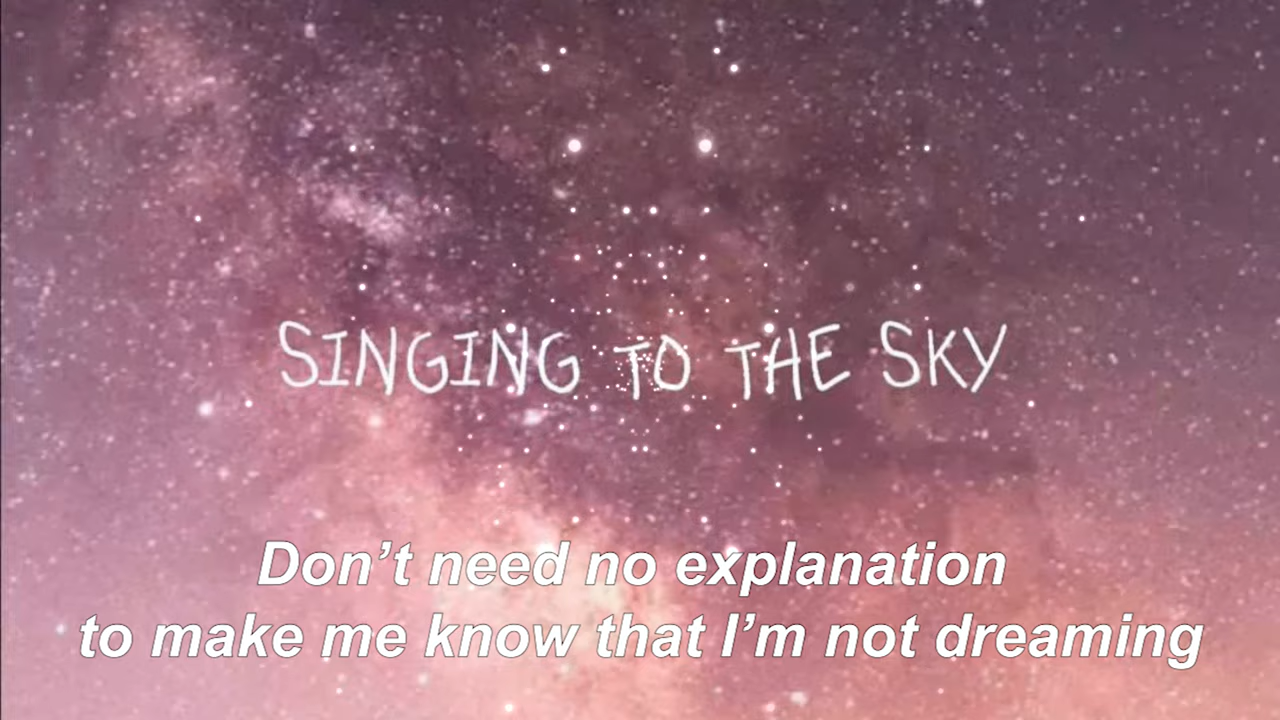 SINGING TO THE SKY
Don’t need no explanation
to make me know that I’m not dreaming